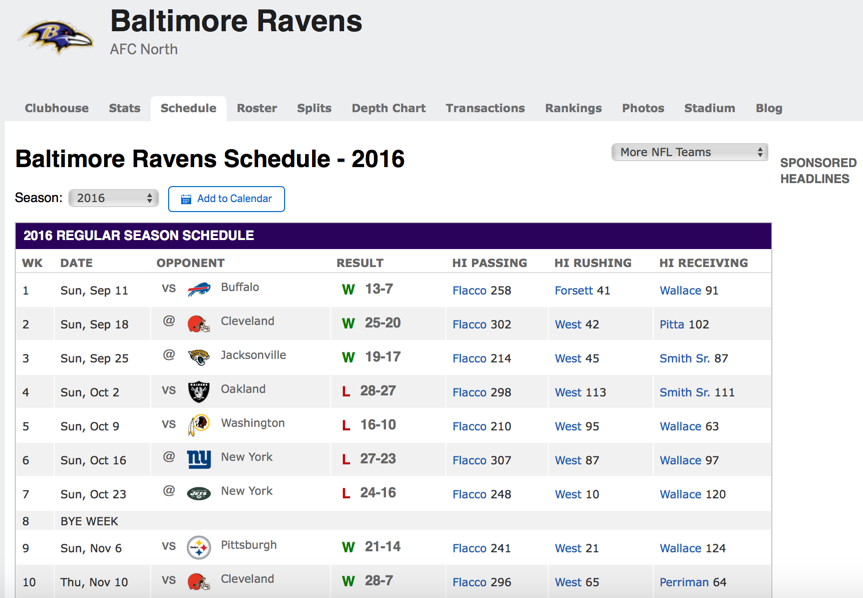 Baltimore Ravens
AFC North
Clubhouse Stats Schedule Roster Splits Depth Chart Transactions Rankings Photos Stadium Blog
Baltimore Ravens Schedule - 2016
More NFL Teams
SPONSORED
HEADLINES
Season: 2016 Add to Calendar
2016 REGULAR SEASON SCHEDULE
WK DATE OPPONENT RESULT HI PASSING HI RUSHING HI RECEIVING
1 Sun, Sep 11 VS Buffalo W 13-7 Flacco 258 Forsett 41 Wallace 91
2 Sun, Sep 18 @ Cleveland W 25-20 Flacco 302 West 42 Pitta 102
3 Sun, Sep 25 @ Jacksonville W 19-17 Flacco 214 West 45 Smith Sr. 87
4 Sun, Oct 2 VS Oakland L 28-27 Flacco 298 West 113 Smith Sr. 111
5 Sun, Oct 9 VS Washington L 16-10 Flacco 210 West 95 Wallace 63
6 Sun, Oct 16 @ ny New York L 27-23 Flacco 307 West 87 Wallace 97
7 Sun, Oct 23 @ JETS New York L 24-16 Flacco 248 West 10 Wallace 120
8 BYE WEEK
9 Sun, Nov 6 VS Pittsburgh W 21-14 Flacco 241 West 21 Wallace 124
10 Thu, Nov 10 VS Cleveland W 28-7 Flacco 296 West 65 Perriman 64